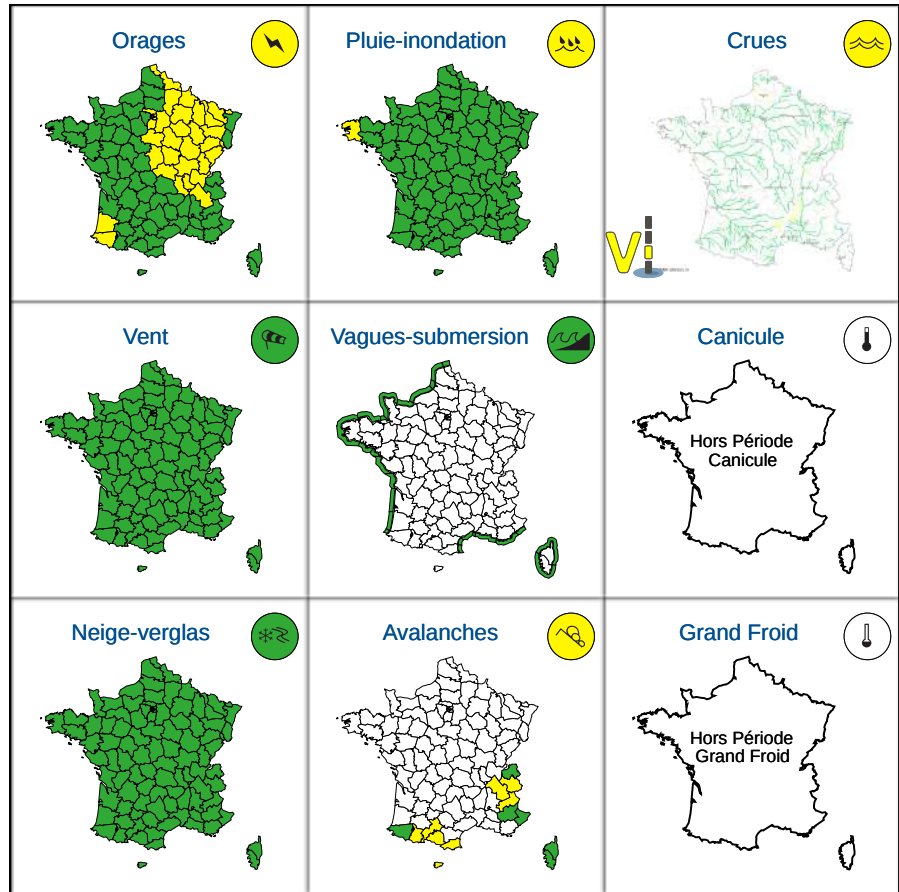 Orages
Pluie-inondation
Crues
Vi
Vent
Vagues-submersion
Canicule
Hors Période
Canicule
Neige-verglas
Avalanches
Grand Froid
Hors Période
Grand Froid